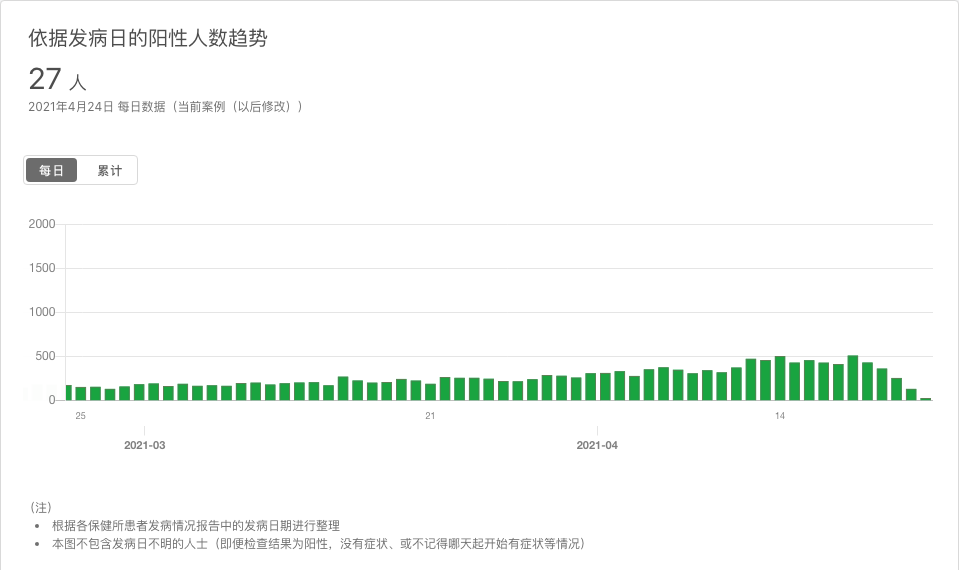 依据发病日的阳性人数趋势
27 人
2021年4月24日 每日数据（当前案例（以后修改））
每日 累计
2000
1500
1000
500
0
25 21 14
2021-03 2021-04
（注）
• 根据各保健所患者发病情况报告中的发病日期进行整理
• 本图不包含发病日不明的人士（即便检查结果为阳性，没有症状、或不记得哪天起开始有症状等情况）